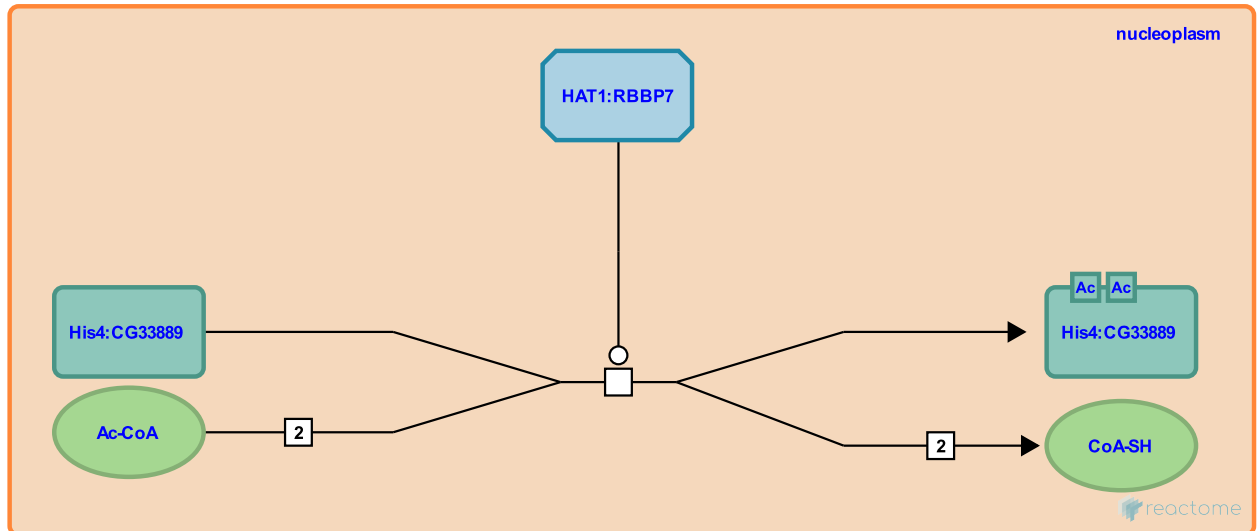 nucleoplasm
HAT1:RBBP7
Ac Ac
His4:CG33889
His4:CG33889
Ac-CoA
2
2
CoA-SH
reactome